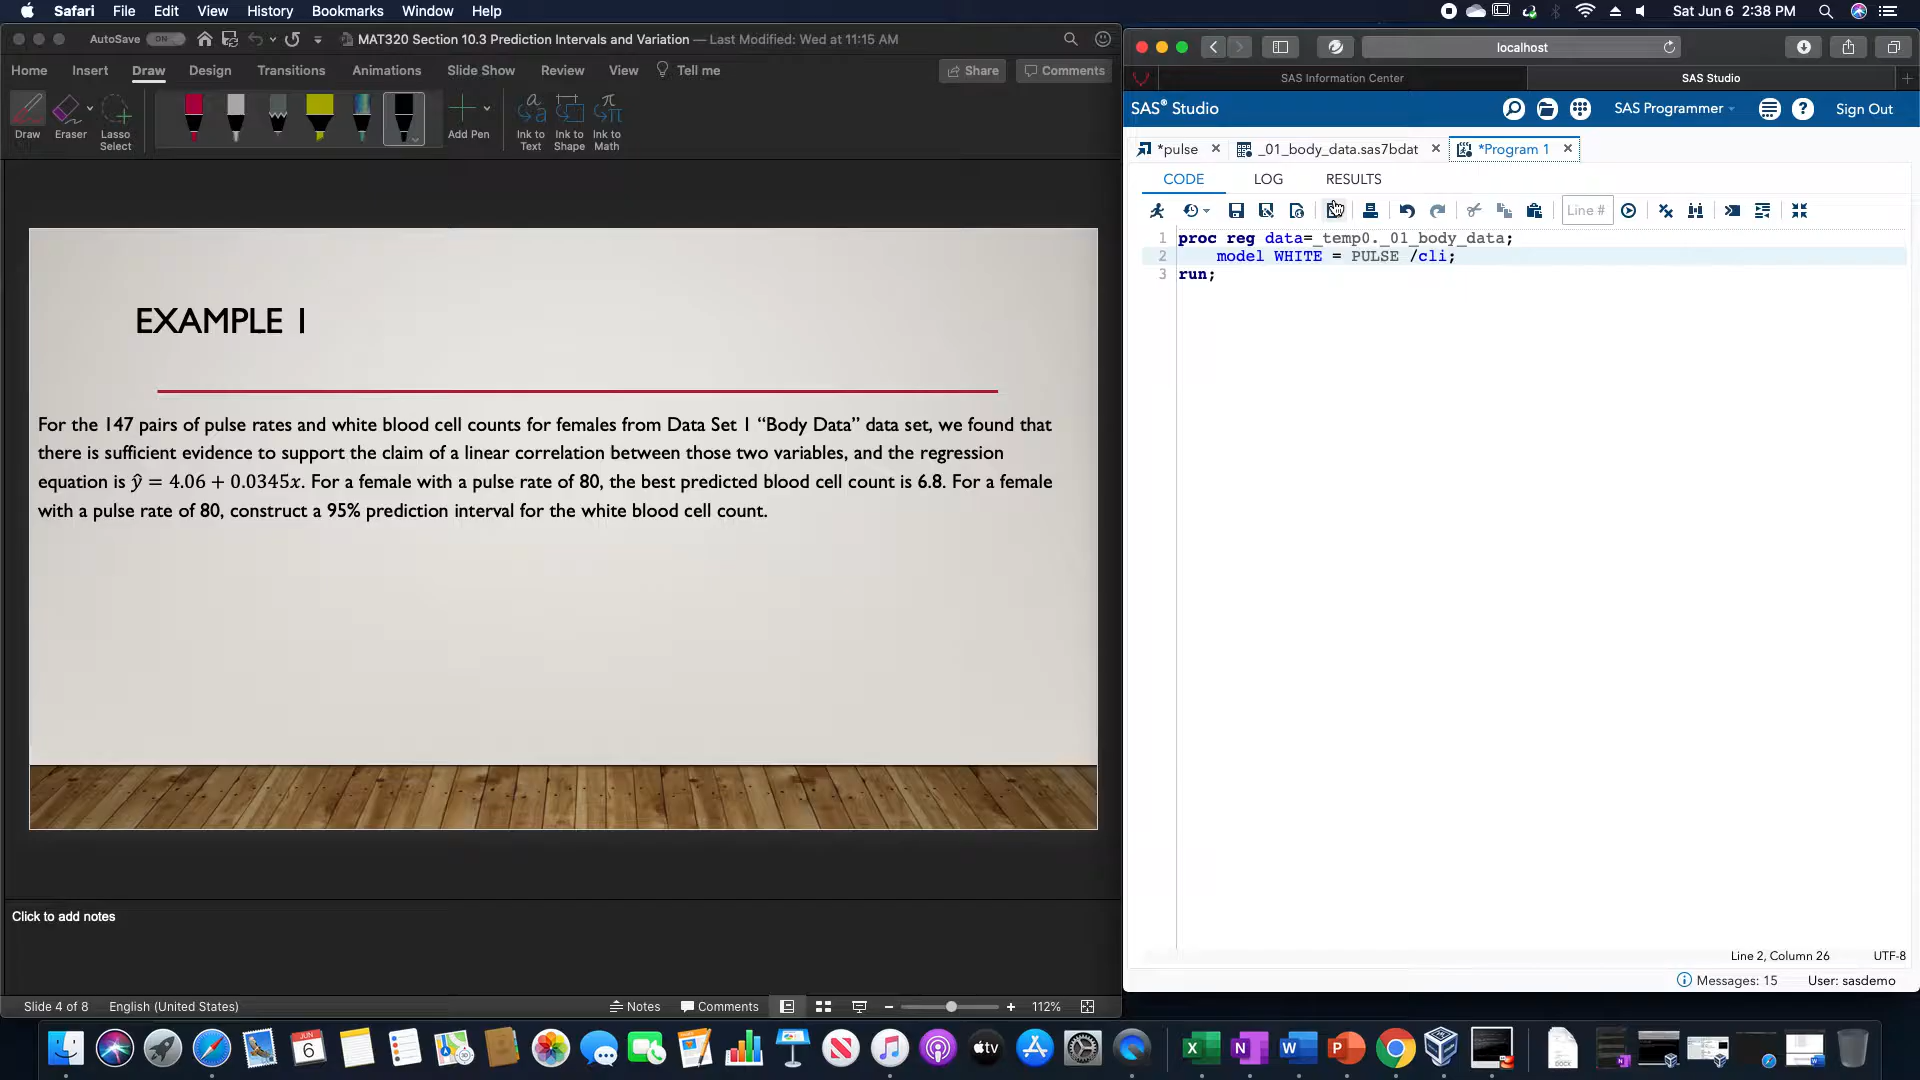 Safari File Edit View History Bookmarks Window Help Sat Jun 6 2:38 PM
AutoSave ON MAT320 Section 10.3 Prediction Intervals and Variation — Last Modified: Wed at 11:15 AM
Home Insert Draw Design Transitions Animations Slide Show Review View Tell me Share Comments
Draw Eraser Lasso Select Add Pen Ink to Text Ink to Shape Ink to Math
EXAMPLE 1
For the 147 pairs of pulse rates and white blood cell counts for females from Data Set 1 “Body Data” data set, we found that
there is sufficient evidence to support the claim of a linear correlation between those two variables, and the regression
equation is ŷ = 4.06 + 0.0345x. For a female with a pulse rate of 80, the best predicted blood cell count is 6.8. For a female
with a pulse rate of 80, construct a 95% prediction interval for the white blood cell count.
Click to add notes
Slide 4 of 8 English (United States) Notes Comments 112%
localhost
SAS Information Center SAS Studio
SAS® Studio SAS Programmer Sign Out
*pulse _01_body_data.sas7bdat *Program 1
CODE LOG RESULTS
Line #
1 proc reg data=_temp0._01_body_data;
2 model WHITE = PULSE /cli;
3 run;
Line 2, Column 26 UTF-8
Messages: 15 User: sasdemo
JUN
6
tv